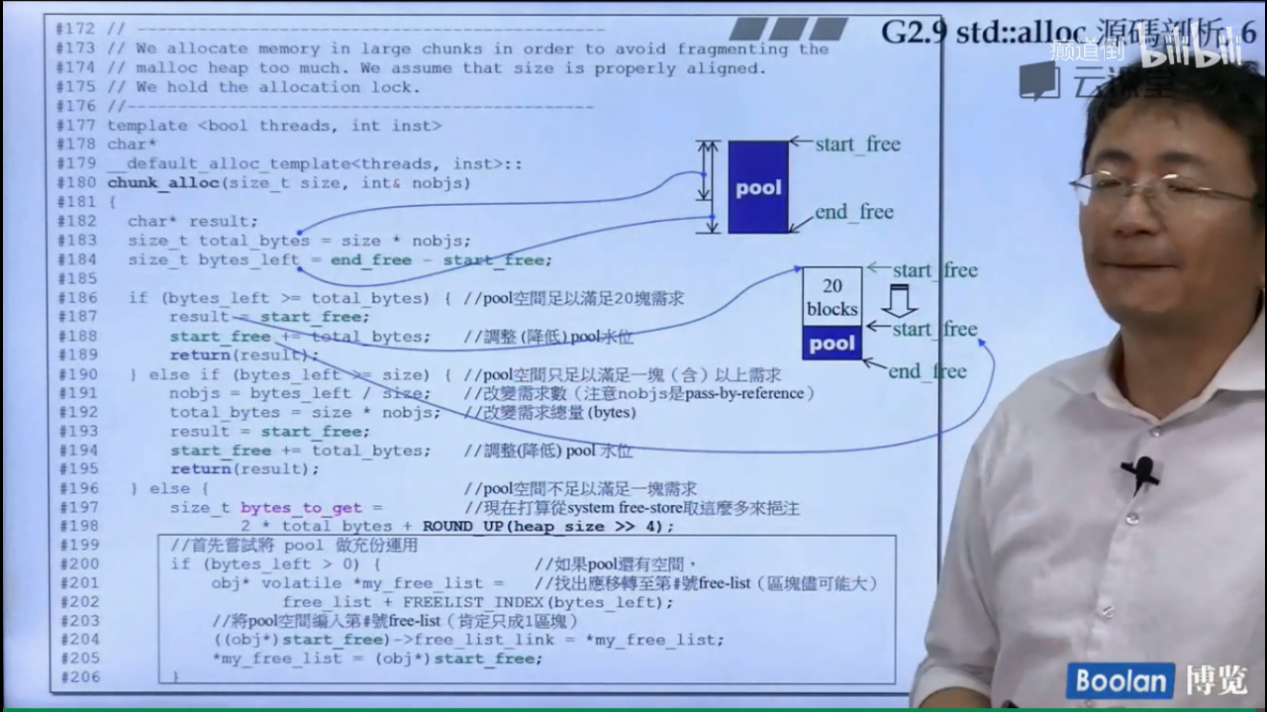 G2.9 std::alloc 源碼剖析 6
癫道倒 bilibili
云课堂
#172 // ---------------------------------------------
#173 // We allocate memory in large chunks in order to avoid fragmenting the
#174 // malloc heap too much. We assume that size is properly aligned.
#175 // We hold the allocation lock.
#176 //----------------------------------------------
#177 template <bool threads, int inst>
#178 char*
#179 __default_alloc_template<threads, inst>::
#180 chunk_alloc(size_t size, int& nobjs)
#181 {
#182 char* result;
#183 size_t total_bytes = size * nobjs;
#184 size_t bytes_left = end_free - start_free;
#185
#186 if (bytes_left >= total_bytes) { //pool空間足以滿足20塊需求
#187 result = start_free;
#188 start_free += total_bytes; //調整(降低)pool水位
#189 return(result);
#190 } else if (bytes_left >= size) { //pool空間只足以滿足一塊（含）以上需求
#191 nobjs = bytes_left / size; //改變需求數（注意nobjs是pass-by-reference）
#192 total_bytes = size * nobjs; //改變需求總量(bytes)
#193 result = start_free;
#194 start_free += total_bytes; //調整(降低) pool 水位
#195 return(result);
#196 } else { //pool空間不足以滿足一塊需求
#197 size_t bytes_to_get = //現在打算從system free-store取這麼多來挹注
#198 2 * total_bytes + ROUND_UP(heap_size >> 4);
#199 //首先嘗試將 pool 做充份運用
#200 if (bytes_left > 0) { //如果pool還有空間，
#201 obj* volatile *my_free_list = //找出應移轉至第#號free-list（區塊儘可能大）
#202 free_list + FREELIST_INDEX(bytes_left);
#203 //將pool空間編入第#號free-list（肯定只成1區塊）
#204 ((obj*)start_free)->free_list_link = *my_free_list;
#205 *my_free_list = (obj*)start_free;
#206 }
start_free
pool
end_free
start_free
20
blocks
start_free
pool
end_free
Boolan 博览